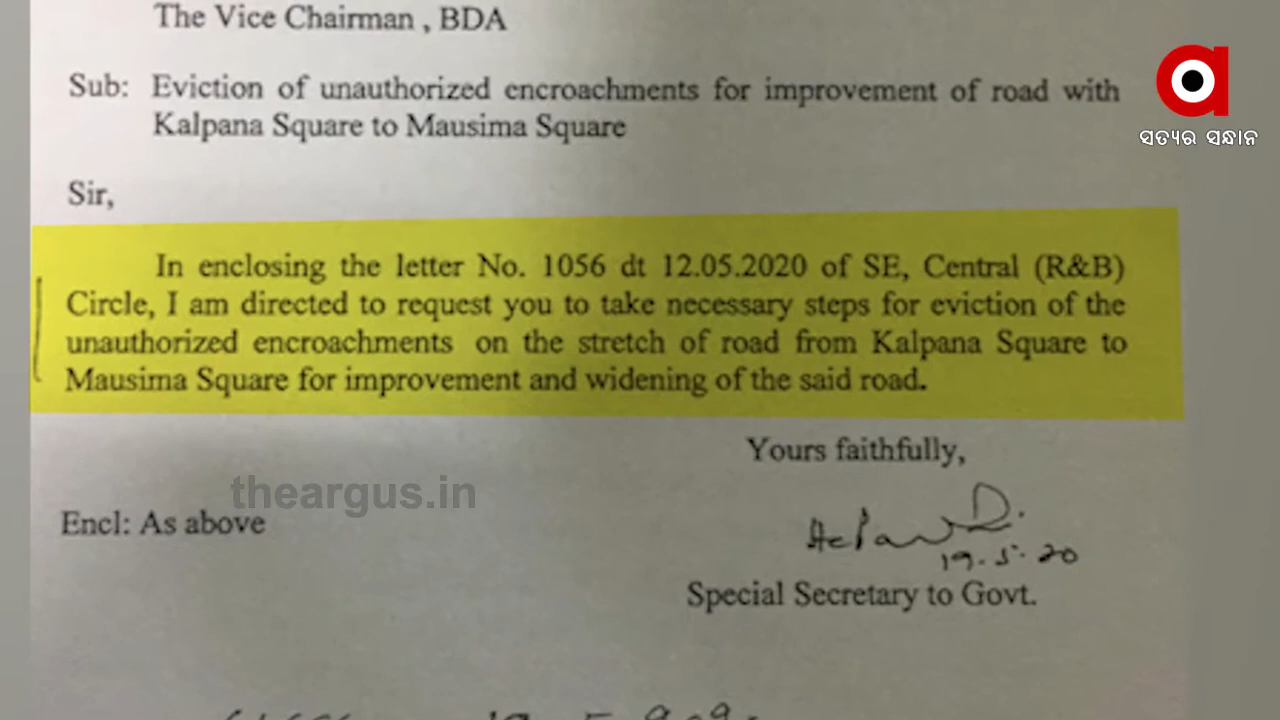 The Vice Chairman , BDA
Sub: Eviction of unauthorized encroachments for improvement of road with
Kalpana Square to Mausima Square
ସତ୍ୟର ସନ୍ଧାନ
Sir,
In enclosing the letter No. 1056 dt 12.05.2020 of SE, Central (R&B)
Circle, I am directed to request you to take necessary steps for eviction of the
unauthorized encroachments on the stretch of road from Kalpana Square to
Mausima Square for improvement and widening of the said road.
Yours faithfully,
theargus.in
Encl: As above
19.5.20
Special Secretary to Govt.